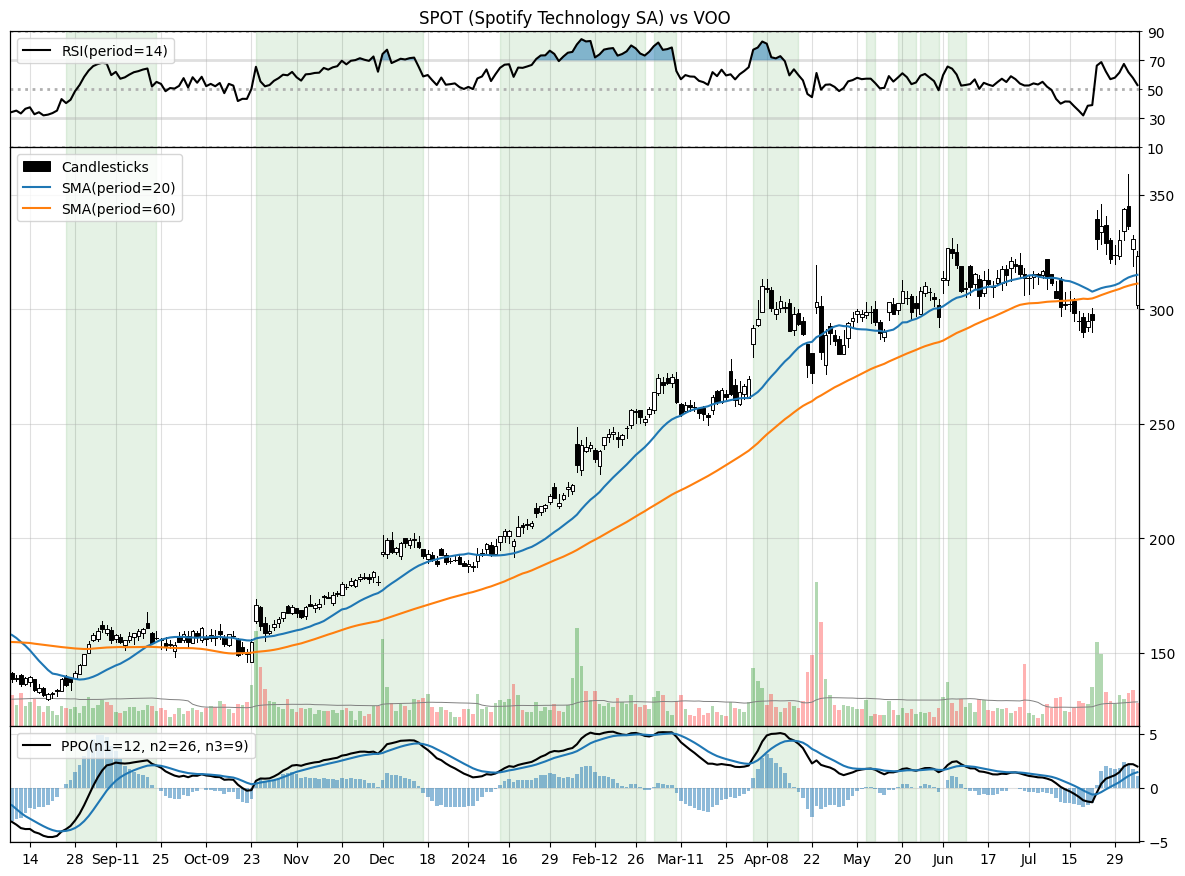 SPOT (Spotify Technology SA) vs VOO
RSI(period=14)
90
70
50
30
10
Candlesticks
SMA(period=20)
SMA(period=60)
350
300
250
200
150
PPO(n1=12, n2=26, n3=9)
5
0
−5
14 28 Sep-11 25 Oct-09 23 Nov 20 Dec 18 2024 16 29 Feb-12 26 Mar-11 25 Apr-08 22 May 20 Jun 17 Jul 15 29